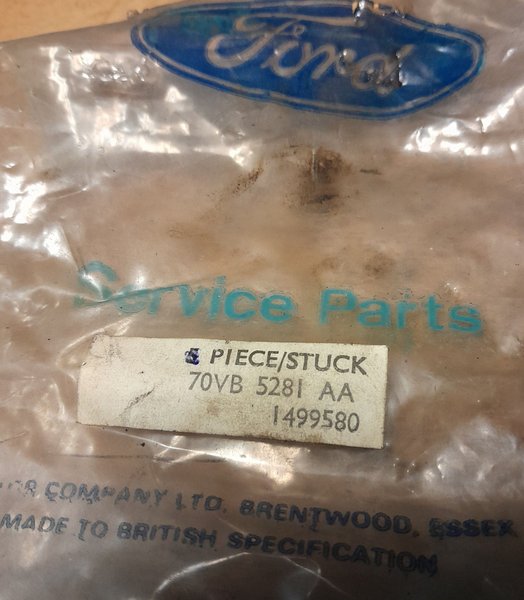 Ford
Service Parts
PIECE/STUCK
70VB 5281 AA
1499580
COMPANY LTD, BRENTWOOD, ESSEX
MADE TO BRITISH SPECIFICATION